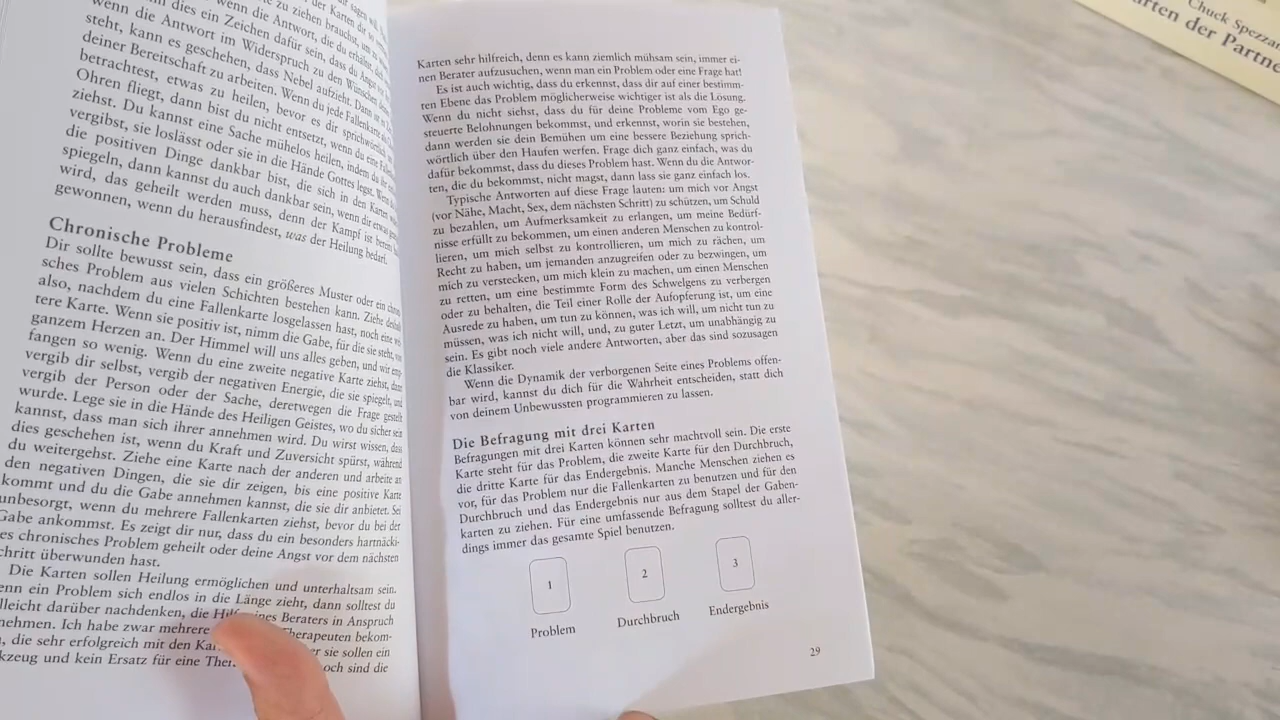 der Karten dir so
zu ziehen brauchst, um
wenn die Antwort, die du erhältst,
dann dies ein Zeichen dafür sein, dass du Angst vor
wenn die Antwort im Widerspruch zu den Wünschen deines
steht, kann es geschehen, dass Nebel aufzieht. Dann
deiner Bereitschaft zu arbeiten. Wenn du jede Fallenkarte
betrachtest, etwas zu heilen, bevor es dir sprichwörtlich um
Ohren fliegt, dann bist du nicht entsetzt, wenn du eine
ziehst. Du kannst eine Sache mühelos heilen, indem du ihr
vergibst, sie loslässt oder sie in die Hände Gottes legst. Wenn
die positiven Dinge dankbar bist, die sich in den Karten
spiegeln, dann kannst du auch dankbar sein, wenn dir etwas
wird, das geheilt werden muss, denn der Kampf ist bereits
gewonnen, wenn du herausfindest, was der Heilung bedarf.
Chronische Probleme
Dir sollte bewusst sein, dass ein größeres Muster oder ein
sches Problem aus vielen Schichten bestehen kann. Ziehe
also, nachdem du eine Fallenkarte losgelassen hast, noch eine
tere Karte. Wenn sie positiv ist, nimm die Gabe, für die sie steht,
ganzem Herzen an. Der Himmel will uns alles geben, und wir
fangen so wenig. Wenn du eine zweite negative Karte ziehst,
vergib dir selbst, vergib der negativen Energie, die sie spiegelt, und
vergib der Person oder der Sache, deretwegen die Frage gestellt
wurde. Lege sie in die Hände des Heiligen Geistes, wo du sicher sein
kannst, dass man sich ihrer annehmen wird. Du wirst wissen, dass
dies geschehen ist, wenn du Kraft und Zuversicht spürst, während
du weitergehst. Ziehe eine Karte nach der anderen und arbeite an
den negativen Dingen, die sie dir zeigen, bis eine positive Karte
kommt und du die Gabe annehmen kannst, die sie dir anbietet. Sei
unbesorgt, wenn du mehrere Fallenkarten ziehst, bevor du bei der
Gabe ankommst. Es zeigt dir nur, dass du ein besonders hartnäcki-
es chronisches Problem geheilt oder deine Angst vor dem nächsten
chritt überwunden hast.
Die Karten sollen Heilung ermöglichen und unterhaltsam sein.
enn ein Problem sich endlos in die Länge zieht, dann solltest du
lleicht darüber nachdenken, die Hilfe eines Beraters in Anspruch
nehmen. Ich habe zwar mehrere Therapeuten bekom-
, die sehr erfolgreich mit den sie sollen ein
kzeug und kein Ersatz für eine och sind die
Karten sehr hilfreich, denn es kann ziemlich mühsam sein, immer ei-
nen Berater aufzusuchen, wenn man ein Problem oder eine Frage hat!
Es ist auch wichtig, dass du erkennst, dass dir auf einer bestimm-
ten Ebene das Problem möglicherweise wichtiger ist als die Lösung.
Wenn du nicht siehst, dass du für deine Probleme vom Ego ge-
steuerte Belohnungen bekommst, und erkennst, worin sie bestehen,
dann werden sie dein Bemühen um eine bessere Beziehung sprich-
wörtlich über den Haufen werfen. Frage dich ganz einfach, was du
dafür bekommst, dass du dieses Problem hast. Wenn du die Antwor-
ten, die du bekommst, nicht magst, dann lass sie ganz einfach los.
Typische Antworten auf diese Frage lauten: um mich vor Angst
(vor Nähe, Macht, Sex, dem nächsten Schritt) zu schützen, um Schuld
zu bezahlen, um Aufmerksamkeit zu erlangen, um meine Bedürf-
nisse erfüllt zu bekommen, um einen anderen Menschen zu kontrol-
lieren, um mich selbst zu kontrollieren, um mich zu rächen, um
Recht zu haben, um jemanden anzugreifen oder zu bezwingen, um
mich zu verstecken, um mich klein zu machen, um einen Menschen
zu retten, um eine bestimmte Form des Schwelgens zu verbergen
oder zu behalten, die Teil einer Rolle der Aufopferung ist, um eine
Ausrede zu haben, um tun zu können, was ich will, um nicht tun zu
müssen, was ich nicht will, und, zu guter Letzt, um unabhängig zu
sein. Es gibt noch viele andere Antworten, aber das sind sozusagen
die Klassiker.
Wenn die Dynamik der verborgenen Seite eines Problems offen-
bar wird, kannst du dich für die Wahrheit entscheiden, statt dich
von deinem Unbewussten programmieren zu lassen.
Die Befragung mit drei Karten
Befragungen mit drei Karten können sehr machtvoll sein. Die erste
Karte steht für das Problem, die zweite Karte für den Durchbruch,
die dritte Karte für das Endergebnis. Manche Menschen ziehen es
vor, für das Problem nur die Fallenkarten zu benutzen und für den
Durchbruch und das Endergebnis nur aus dem Stapel der Gaben-
karten zu ziehen. Für eine umfassende Befragung solltest du aller-
dings immer das gesamte Spiel benutzen.
1 2 3
Problem Durchbruch Endergebnis
29
Chuck Spezza
arten der Partne